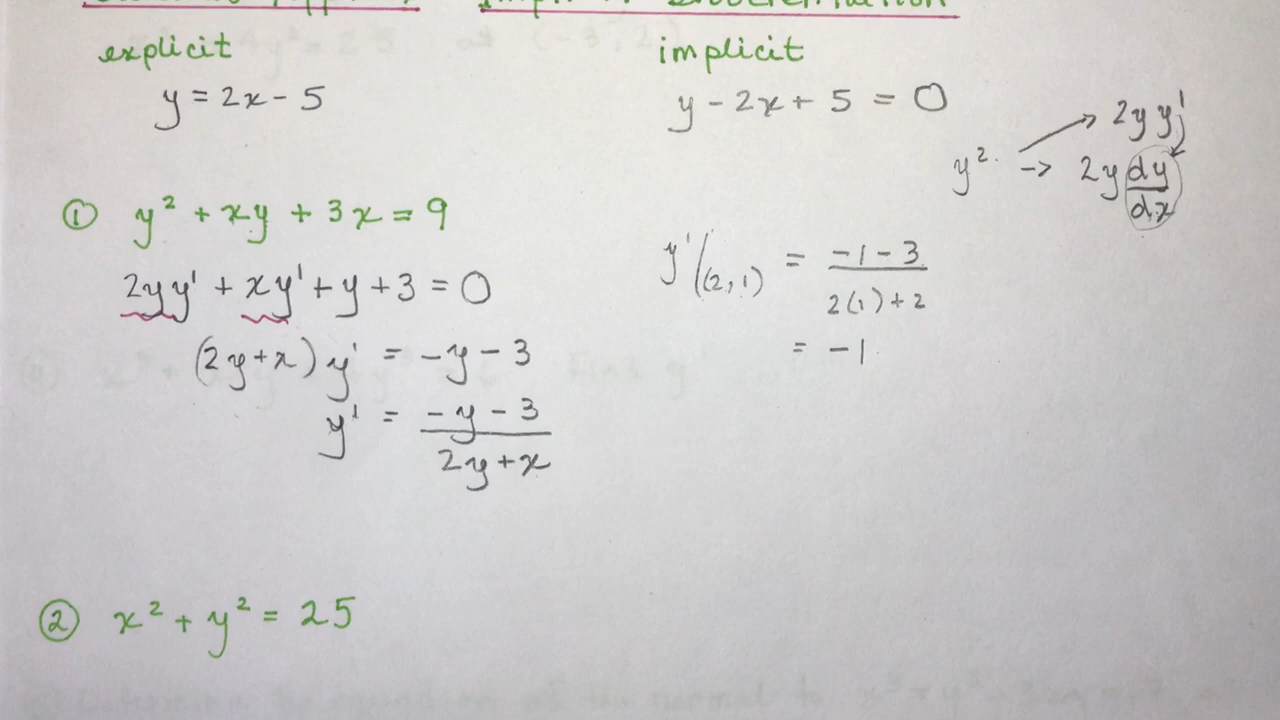 explicit
implicit
y = 2x - 5
y - 2x + 5 = 0
y² → 2y y'
→ 2y dy/dx
① y² + xy + 3x = 9
2yy' + xy' + y + 3 = 0
(2y+x) y' = -y - 3
y' = (-y - 3)/(2y + x)
y'|(2,1) = (-1 - 3)/(2(1) + 2)
= -1
② x² + y² = 25